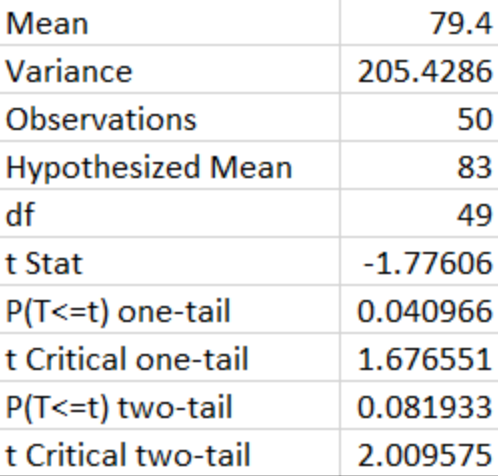 Mean 79.4
Variance 205.4286
Observations 50
Hypothesized Mean 83
df 49
t Stat -1.77606
P(T<=t) one-tail 0.040966
t Critical one-tail 1.676551
P(T<=t) two-tail 0.081933
t Critical two-tail 2.009575